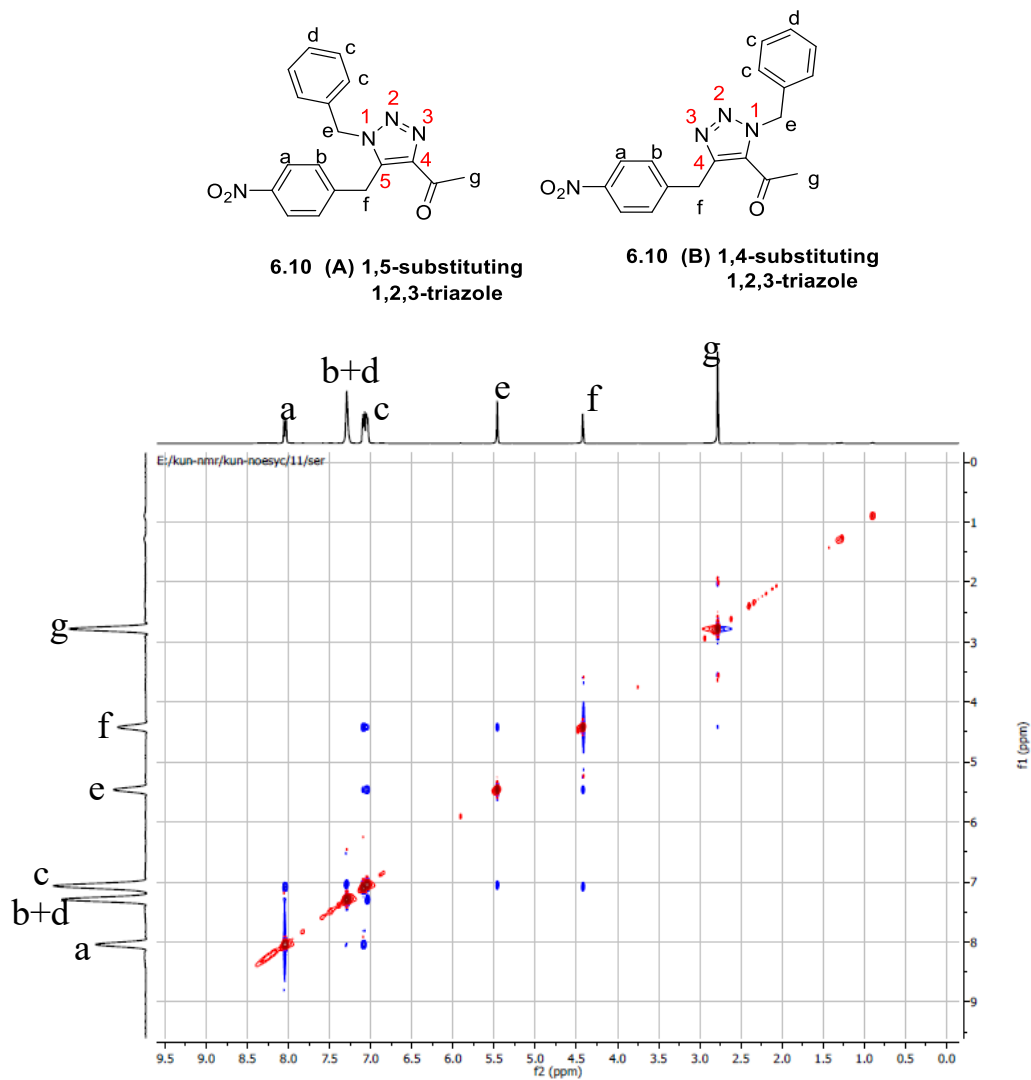 d
c
c
e
1
2
N
N
N
3
4
5
a
b
O₂N
f
O
g
6.10 (A) 1,5-substituting
1,2,3-triazole
d
c
c
2
1
3
N
N
N
e
4
a
b
O₂N
f
O
g
6.10 (B) 1,4-substituting
1,2,3-triazole
a
b+d
c
e
f
g
E:/kun-nmr/kun-noesyc/11/ser
g
f
e
c
b+d
a
0
1
2
3
4
5
6
7
8
9
f1 (ppm)
9.5 9.0 8.5 8.0 7.5 7.0 6.5 6.0 5.5 5.0 4.5 4.0 3.5 3.0 2.5 2.0 1.5 1.0 0.5 0.0
f2 (ppm)